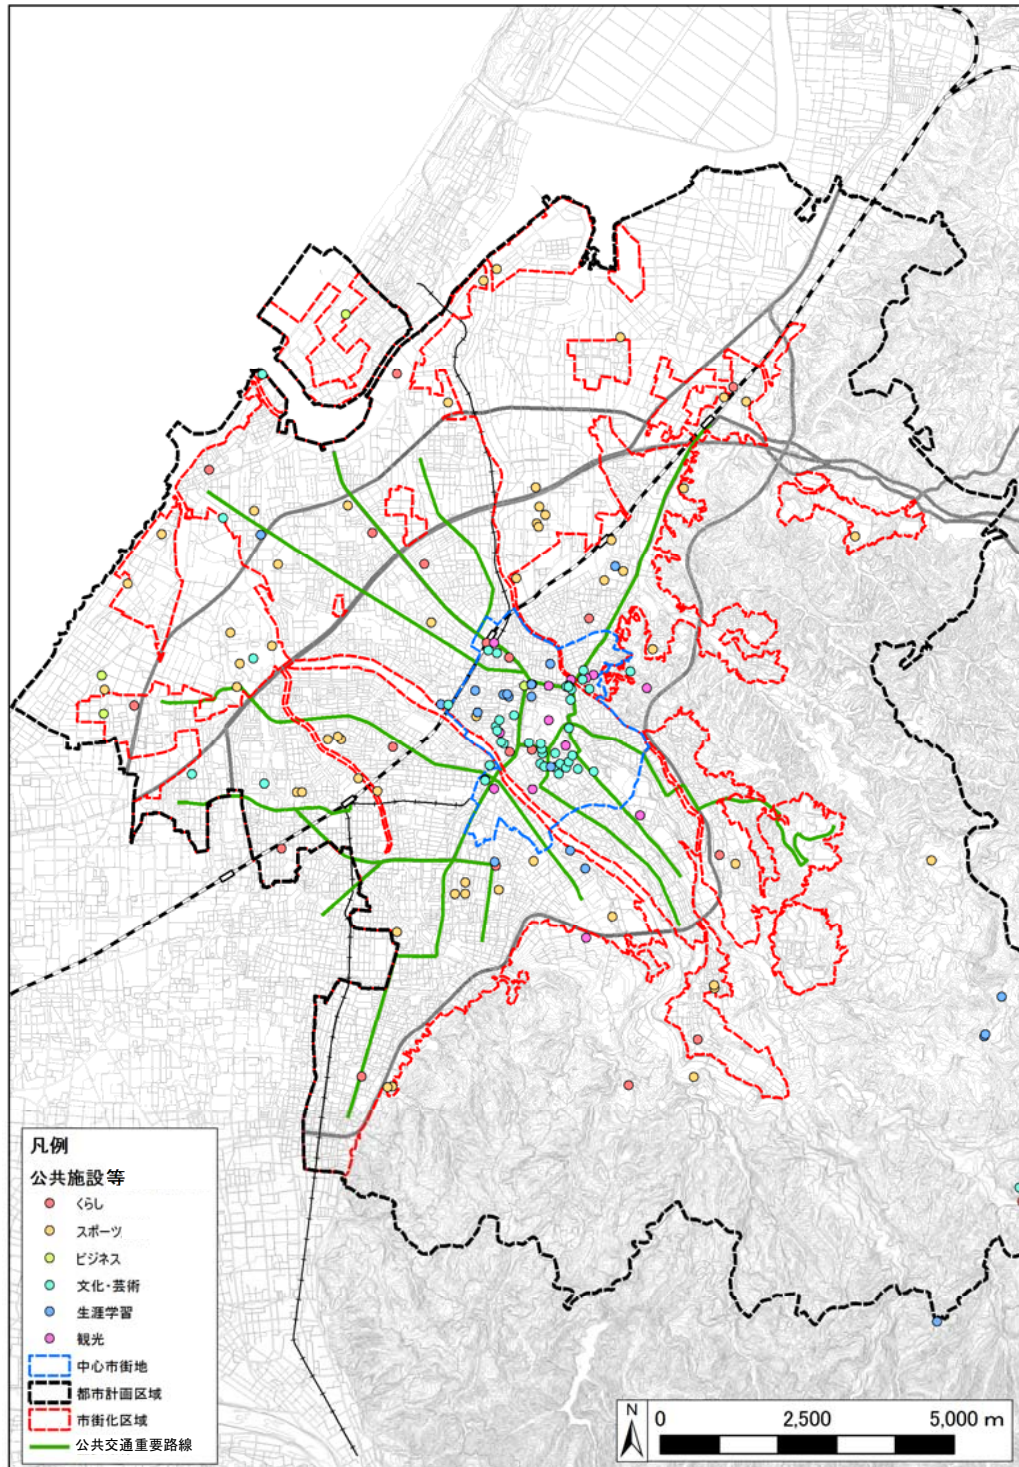 凡例
公共施設等
くらし
スポーツ
ビジネス
文化・芸術
生涯学習
観光
中心市街地
都市計画区域
市街化区域
公共交通重要路線
N
0 2,500 5,000 m